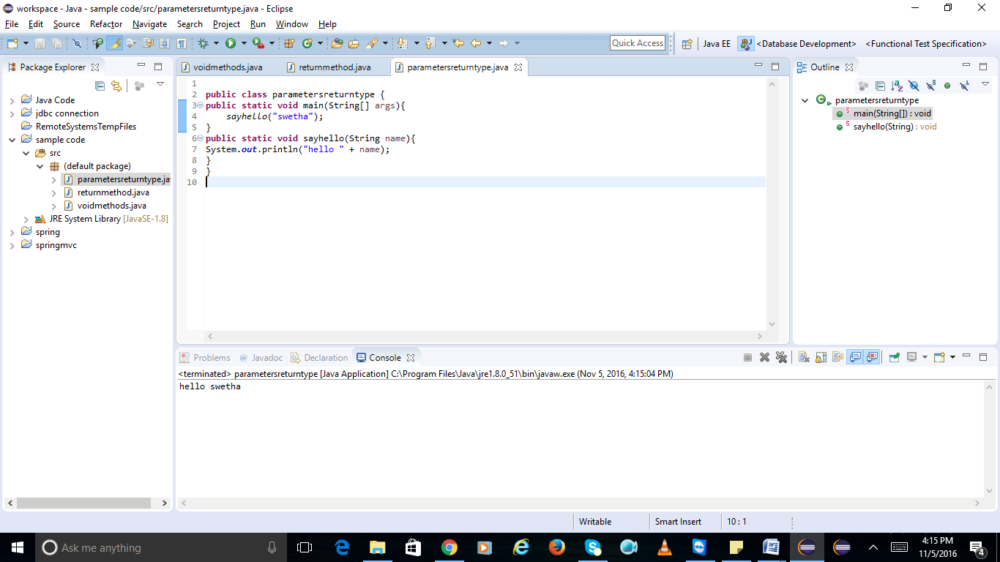 workspace - Java - sample code/src/parametersreturntype.java - Eclipse
File Edit Source Refactor Navigate Search Project Run Window Help
Quick Access
Java EE
<Database Development>
<Functional Test Specification>
Package Explorer
Java Code
jdbc connection
RemoteSystemsTempFiles
sample code
src
(default package)
parametersreturntype.jav
returnmethod.java
voidmethods.java
JRE System Library [JavaSE-1.8]
spring
springmvc
voidmethods.java
returnmethod.java
parametersreturntype.java
1
2 public class parametersreturntype {
3 public static void main(String[] args){
4 sayhello("swetha");
5 }
6 public static void sayhello(String name){
7 System.out.println("hello " + name);
8 }
9 }
10
Outline
parametersreturntype
main(String[]) : void
sayhello(String) : void
Problems
@ Javadoc
Declaration
Console
<terminated> parametersreturntype [Java Application] C:\Program Files\Java\jre1.8.0_51\bin\javaw.exe (Nov 5, 2016, 4:15:04 PM)
hello swetha
Writable
Smart Insert
10 : 1
Ask me anything
4:15 PM
11/5/2016
4